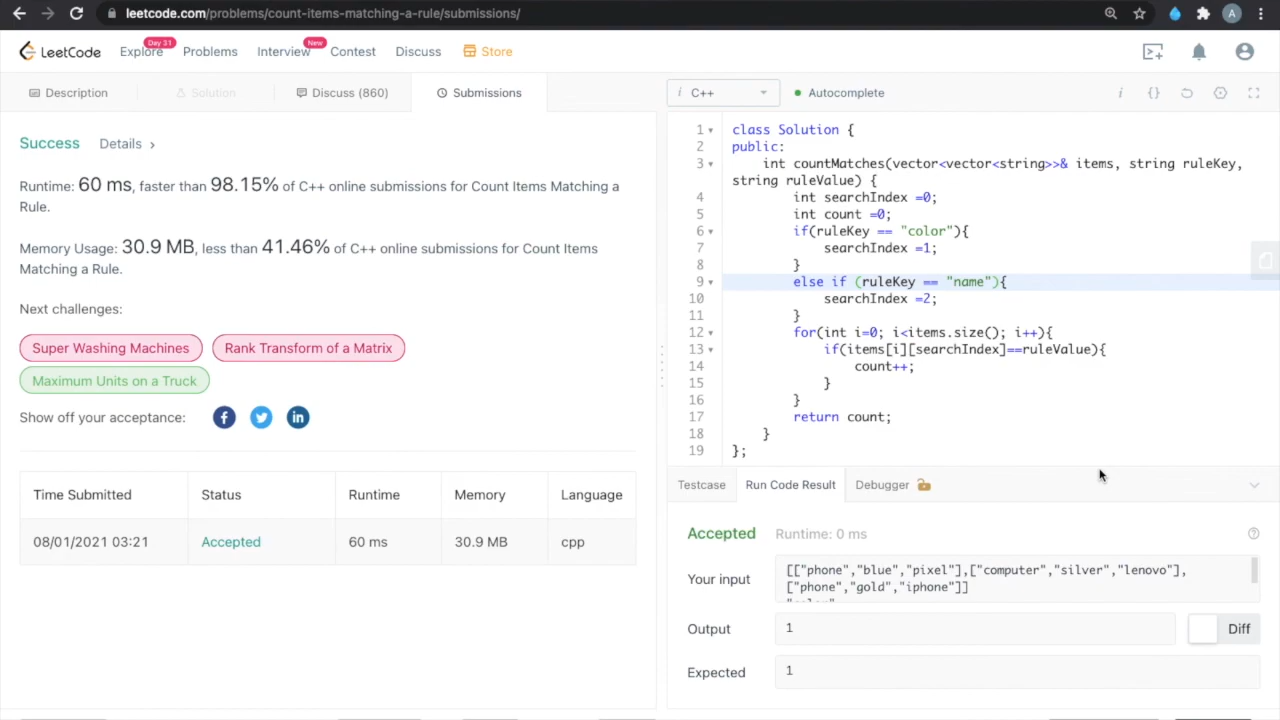 leetcode.com/problems/count-items-matching-a-rule/submissions/
A
LeetCode
Explore
Day 31
Problems
Interview
New
Contest
Discuss
Store
Description
Solution
Discuss (860)
Submissions
i C++
Autocomplete
Success
Details
Runtime: 60 ms, faster than 98.15% of C++ online submissions for Count Items Matching a
Rule.
Memory Usage: 30.9 MB, less than 41.46% of C++ online submissions for Count Items
Matching a Rule.
Next challenges:
Super Washing Machines
Rank Transform of a Matrix
Maximum Units on a Truck
Show off your acceptance:
Time Submitted Status Runtime Memory Language
08/01/2021 03:21 Accepted 60 ms 30.9 MB cpp
1 class Solution {
2 public:
3 int countMatches(vector<vector<string>>& items, string ruleKey,
string ruleValue) {
4 int searchIndex =0;
5 int count =0;
6 if(ruleKey == "color"){
7 searchIndex =1;
8 }
9 else if (ruleKey == "name"){
10 searchIndex =2;
11 }
12 for(int i=0; i<items.size(); i++){
13 if(items[i][searchIndex]==ruleValue){
14 count++;
15 }
16 }
17 return count;
18 }
19 };
Testcase
Run Code Result
Debugger
Accepted
Runtime: 0 ms
Your input
[["phone","blue","pixel"],["computer","silver","lenovo"],
["phone","gold","iphone"]]
Output
1
Diff
Expected
1